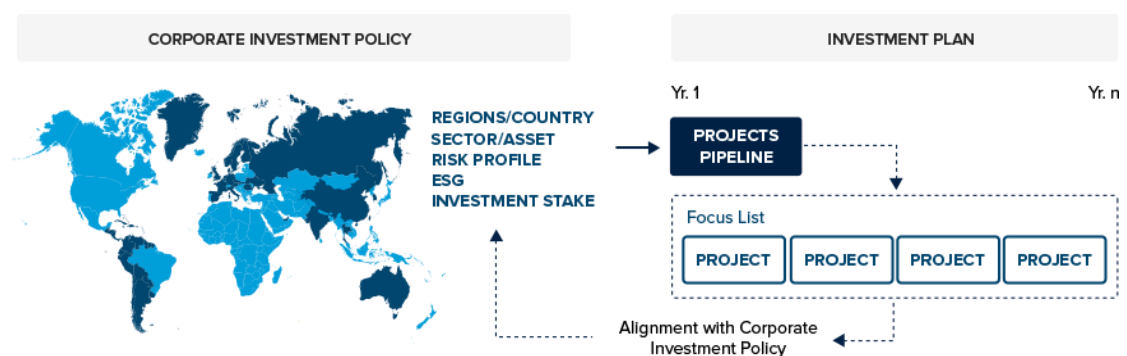 CORPORATE INVESTMENT POLICY
INVESTMENT PLAN
REGIONS/COUNTRY
SECTOR/ASSET
RISK PROFILE
ESG
INVESTMENT STAKE
Yr. 1
Yr. n
PROJECTS
PIPELINE
Focus List
PROJECT
PROJECT
PROJECT
PROJECT
Alignment with Corporate
Investment Policy